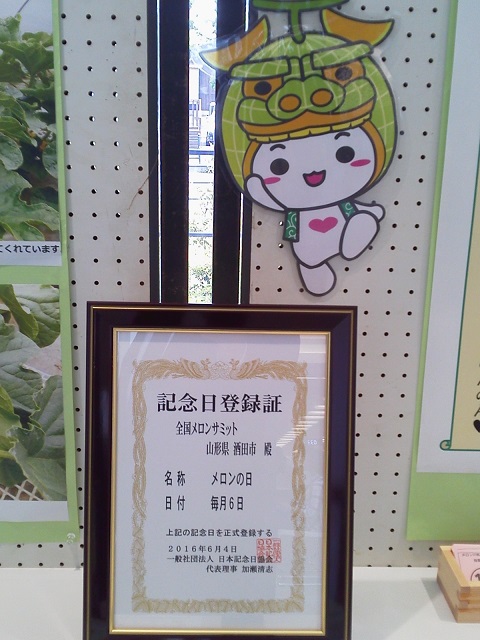 てくれています
記念日登録証
全国メロンサミット
山形県 酒田市 殿
名称 メロンの日
日付 毎月6日
上記の記念日を正式登録する
2016年6月4日
一般社団法人 日本記念日協会
代表理事 加瀬清志